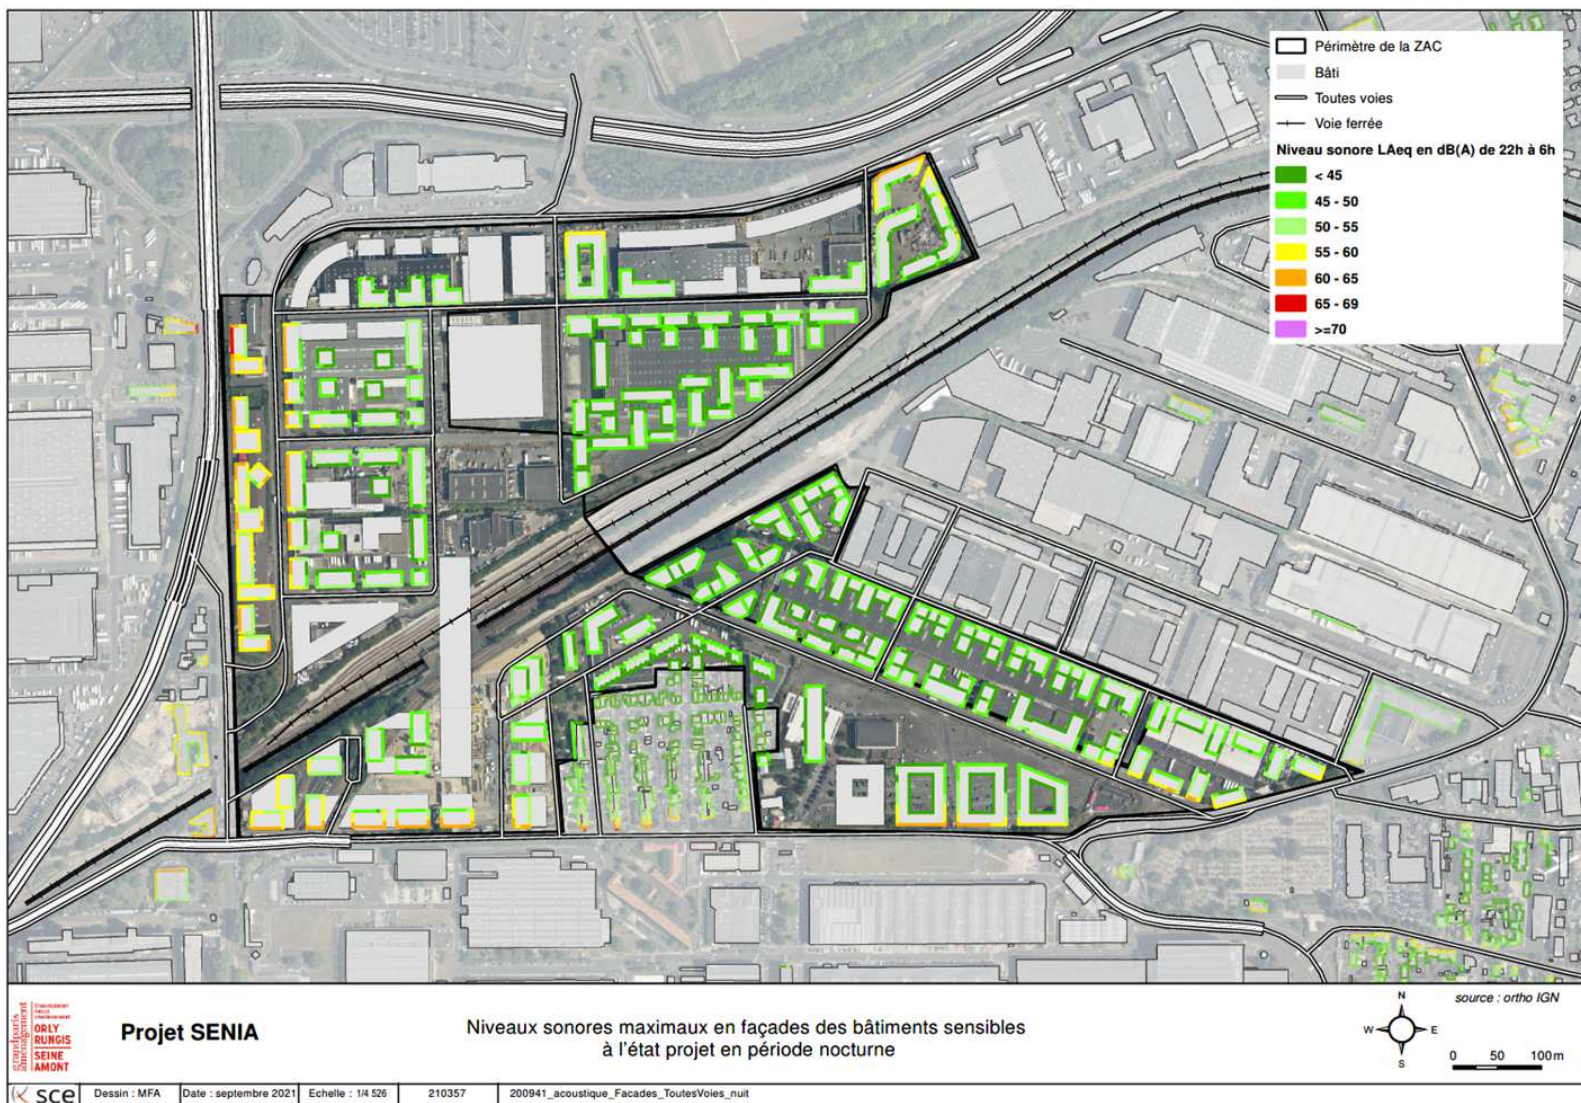 Périmètre de la ZAC
Bâti
Toutes voies
Voie ferrée
Niveau sonore LAeq en dB(A) de 22h à 6h
< 45
45 - 50
50 - 55
55 - 60
60 - 65
65 - 69
>=70
grandparis
aménagement
ORLY
RUNGIS
SEINE
AMONT
Projet SENIA
Niveaux sonores maximaux en façades des bâtiments sensibles
à l'état projet en période nocturne
N
W
E
S
source : ortho IGN
0 50 100m
sce
Dessin : MFA
Date : septembre 2021
Echelle : 1/4 526
210357
200941_acoustique_Facades_ToutesVoies_nuit